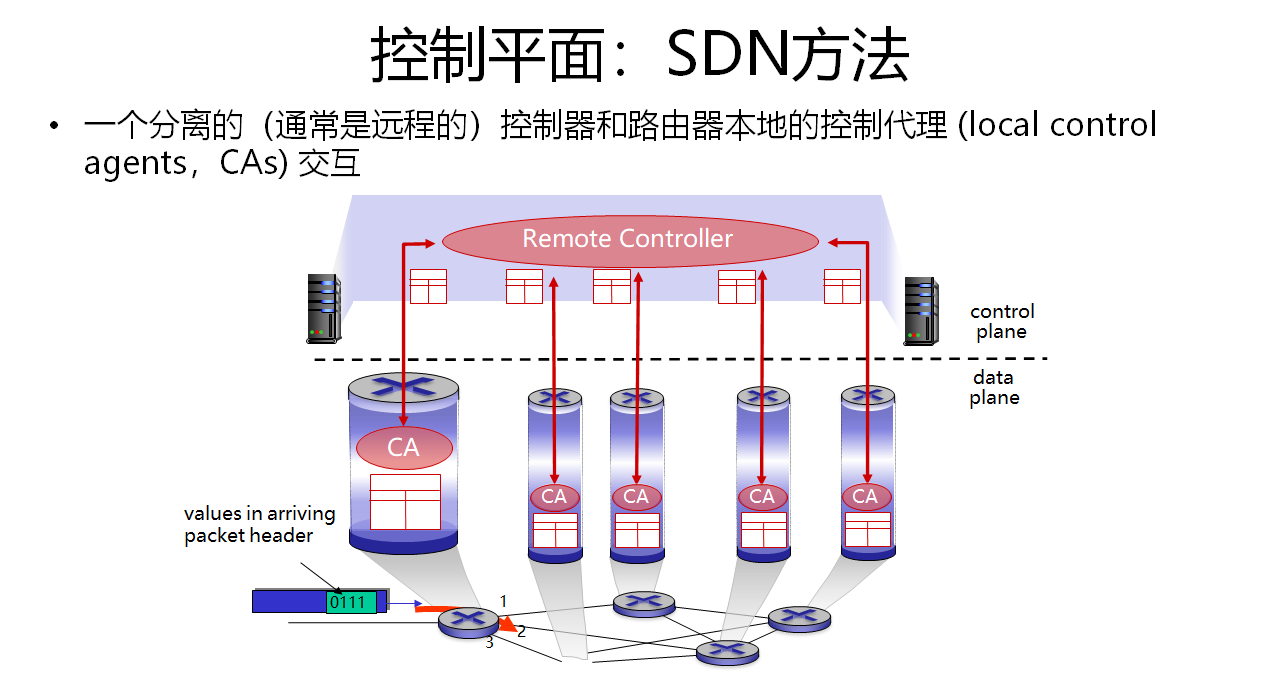 控制平面：SDN方法
• 一个分离的（通常是远程的）控制器和路由器本地的控制代理 (local control
agents，CAs) 交互
Remote Controller
control
plane
data
plane
CA
CA
CA
CA
CA
values in arriving
packet header
0111
1
2
3